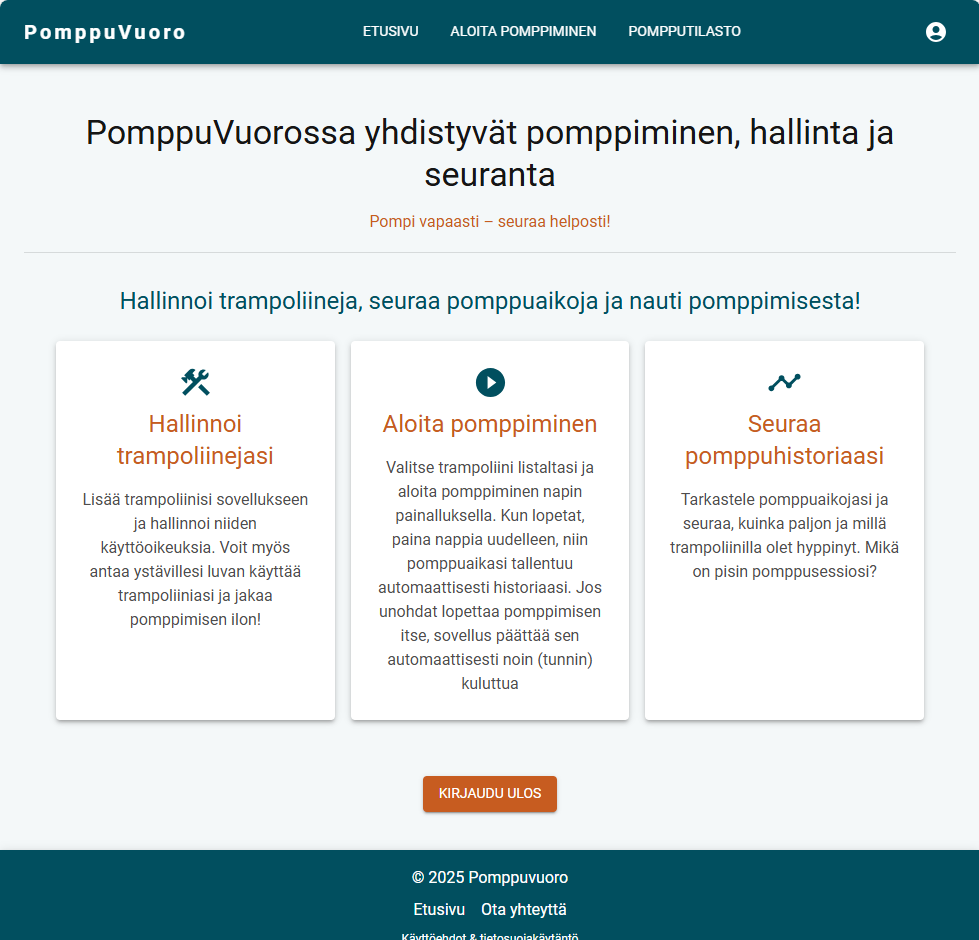 PomppuVuoro
ETUSIVU
ALOITA POMPPIMINEN
POMPPUTILASTO
PomppuVuorossa yhdistyvät pomppiminen, hallinta ja
seuranta
Pompi vapaasti – seuraa helposti!
Hallinnoi trampoliineja, seuraa pomppuaikoja ja nauti pomppimisesta!
Hallinnoi
trampoliinejasi
Lisää trampoliinisi sovellukseen
ja hallinnoi niiden
käyttöoikeuksia. Voit myös
antaa ystävillesi luvan käyttää
trampoliiniasi ja jakaa
pomppimisen ilon!
Aloita pomppiminen
Valitse trampoliini listaltasi ja
aloita pomppiminen napin
painalluksella. Kun lopetat,
paina nappia uudelleen, niin
pomppuaikasi tallentuu
automaattisesti historiaasi. Jos
unohdat lopettaa pomppimisen
itse, sovellus päättää sen
automaattisesti noin (tunnin)
kuluttua
Seuraa
pomppuhistoriaasi
Tarkastele pomppuaikojasi ja
seuraa, kuinka paljon ja millä
trampoliinilla olet hyppinyt. Mikä
on pisin pomppusessiosi?
KIRJAUDU ULOS
© 2025 Pomppuvuoro
Etusivu
Ota yhteyttä
Käyttöehdot & tietosuojakäytäntö